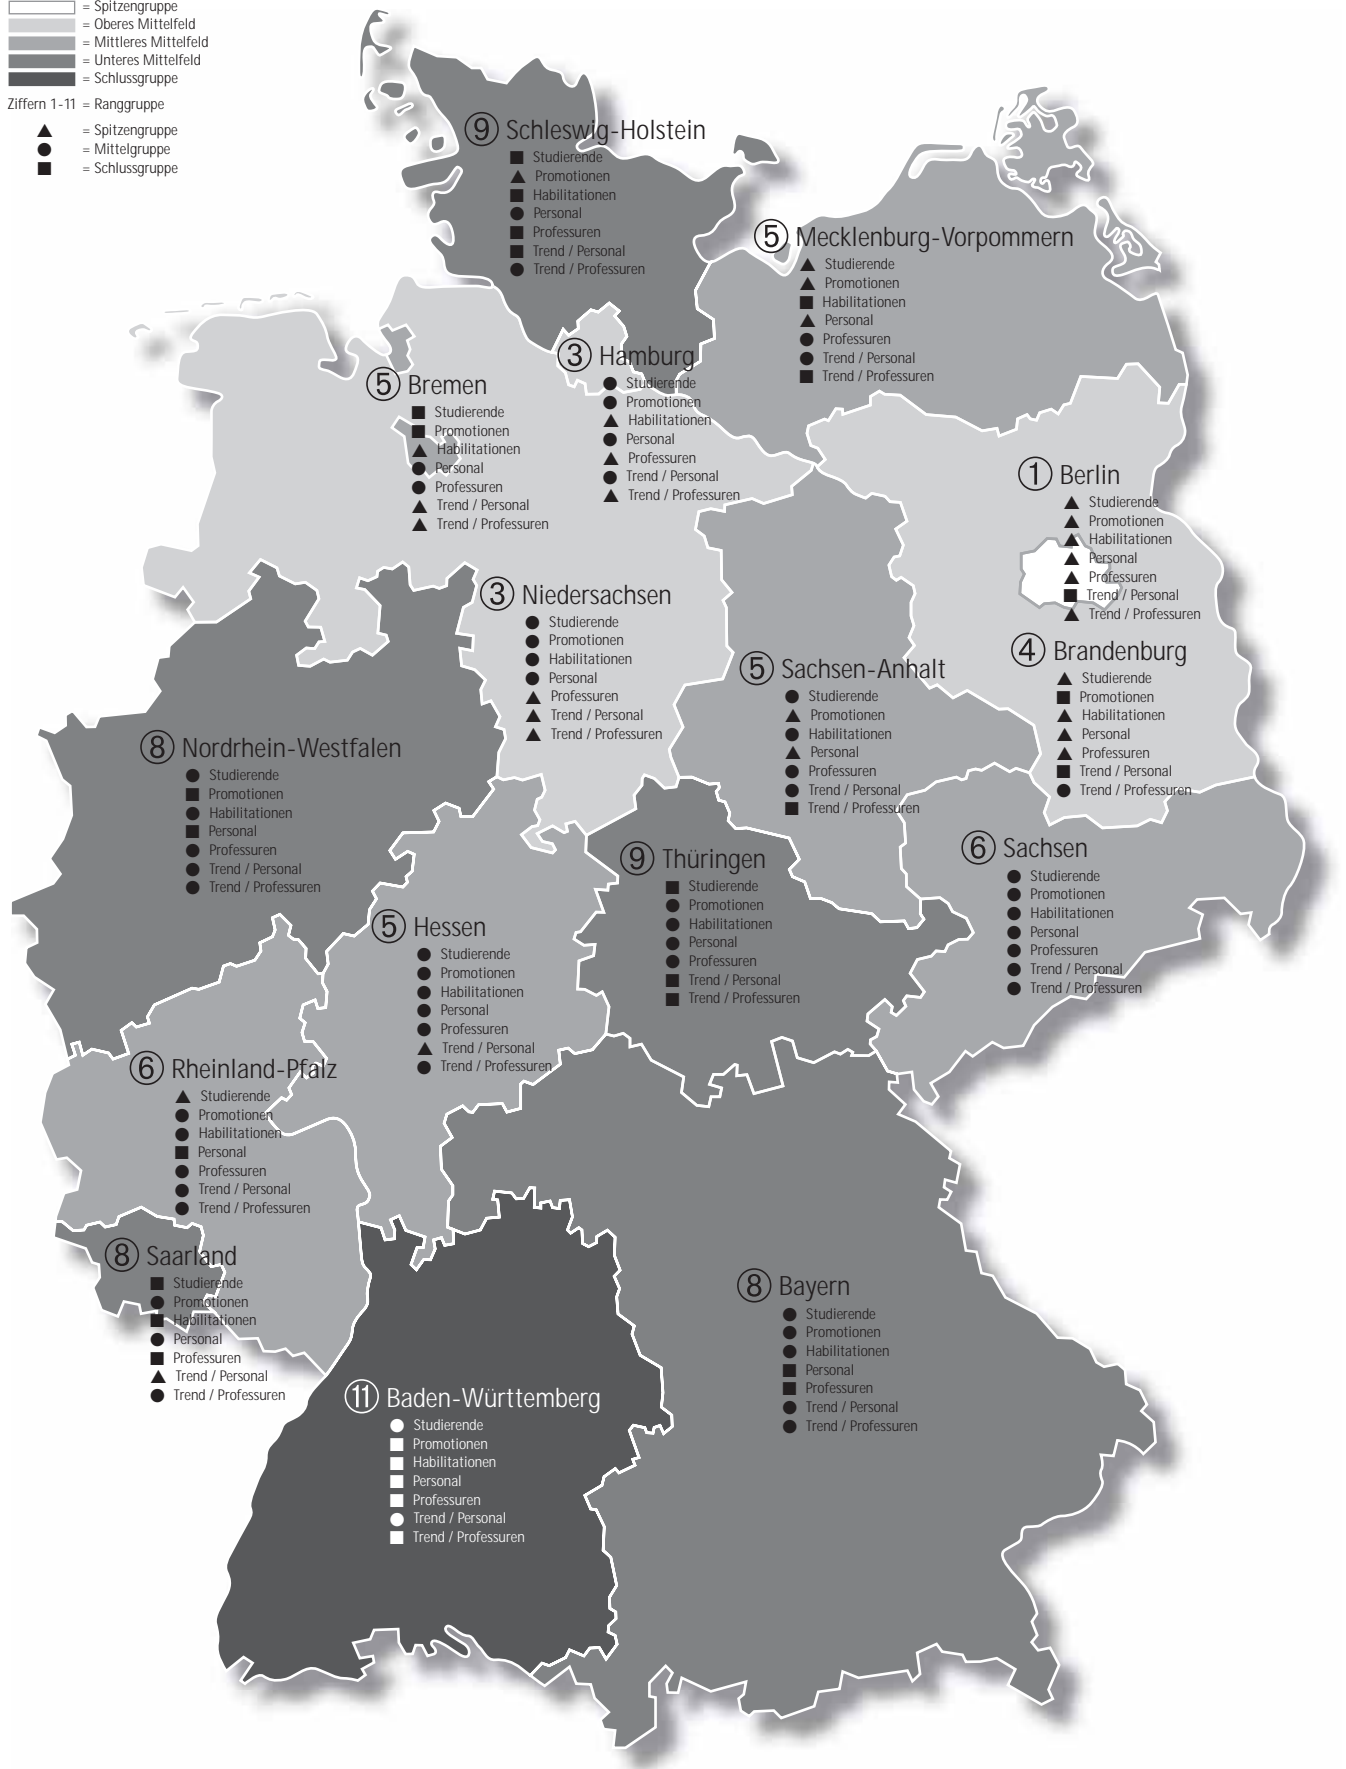 = Spitzengruppe
= Oberes Mittelfeld
= Mittleres Mittelfeld
= Unteres Mittelfeld
= Schlussgruppe
Ziffern 1-11 = Ranggruppe
▲ = Spitzengruppe
● = Mittelgruppe
■ = Schlussgruppe
⑨ Schleswig-Holstein
■ Studierende
▲ Promotionen
■ Habilitationen
● Personal
■ Professuren
■ Trend / Personal
● Trend / Professuren
⑤ Mecklenburg-Vorpommern
▲ Studierende
▲ Promotionen
■ Habilitationen
▲ Personal
● Professuren
● Trend / Personal
■ Trend / Professuren
③ Hamburg
● Studierende
● Promotionen
▲ Habilitationen
● Personal
▲ Professuren
● Trend / Personal
▲ Trend / Professuren
⑤ Bremen
■ Studierende
■ Promotionen
▲ Habilitationen
● Personal
● Professuren
▲ Trend / Personal
▲ Trend / Professuren
① Berlin
▲ Studierende
▲ Promotionen
▲ Habilitationen
▲ Personal
▲ Professuren
■ Trend / Personal
▲ Trend / Professuren
③ Niedersachsen
● Studierende
● Promotionen
● Habilitationen
● Personal
▲ Professuren
▲ Trend / Personal
▲ Trend / Professuren
④ Brandenburg
▲ Studierende
■ Promotionen
▲ Habilitationen
▲ Personal
▲ Professuren
■ Trend / Personal
● Trend / Professuren
⑤ Sachsen-Anhalt
● Studierende
▲ Promotionen
● Habilitationen
▲ Personal
● Professuren
● Trend / Personal
■ Trend / Professuren
⑧ Nordrhein-Westfalen
● Studierende
■ Promotionen
● Habilitationen
■ Personal
● Professuren
● Trend / Personal
● Trend / Professuren
⑥ Sachsen
● Studierende
● Promotionen
● Habilitationen
● Personal
● Professuren
● Trend / Personal
● Trend / Professuren
⑨ Thüringen
■ Studierende
● Promotionen
● Habilitationen
● Personal
● Professuren
■ Trend / Personal
■ Trend / Professuren
⑤ Hessen
● Studierende
● Promotionen
● Habilitationen
● Personal
● Professuren
▲ Trend / Personal
● Trend / Professuren
⑥ Rheinland-Pfalz
▲ Studierende
● Promotionen
● Habilitationen
■ Personal
● Professuren
● Trend / Personal
● Trend / Professuren
⑧ Saarland
■ Studierende
● Promotionen
■ Habilitationen
● Personal
■ Professuren
▲ Trend / Personal
● Trend / Professuren
⑧ Bayern
● Studierende
● Promotionen
● Habilitationen
■ Personal
■ Professuren
● Trend / Personal
● Trend / Professuren
⑪ Baden-Württemberg
● Studierende
■ Promotionen
■ Habilitationen
■ Personal
■ Professuren
● Trend / Personal
■ Trend / Professuren